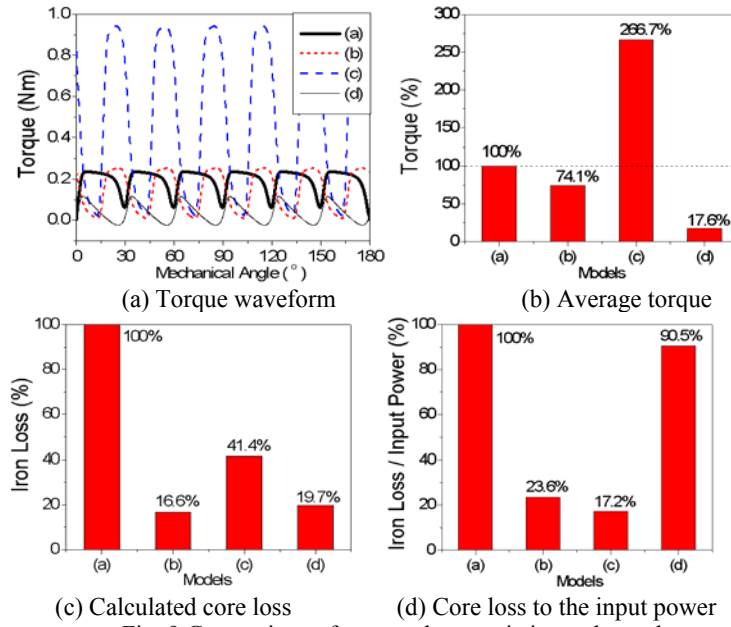 1.0
0.8
0.6
0.4
0.2
0.0
Torque (Nm)
(a)
(b)
(c)
(d)
0 30 60 90 120 150 180
Mechanical Angle (°)
(a) Torque waveform
300
250
200
150
100
50
0
Torque (%)
100%
74.1%
266.7%
17.6%
(a) (b) (c) (d)
Models
(b) Average torque
100
80
60
40
20
0
Iron Loss (%)
100%
16.6%
41.4%
19.7%
(a) (b) (c) (d)
Models
(c) Calculated core loss
100
80
60
40
20
0
Iron Loss / Input Power (%)
100%
23.6%
17.2%
90.5%
(a) (b) (c) (d)
Models
(d) Core loss to the input power